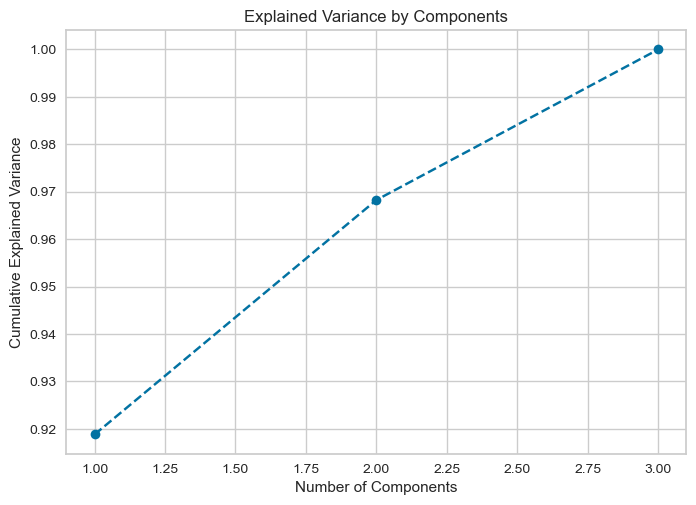 Explained Variance by Components
Cumulative Explained Variance
1.00
0.99
0.98
0.97
0.96
0.95
0.94
0.93
0.92
1.00 1.25 1.50 1.75 2.00 2.25 2.50 2.75 3.00
Number of Components